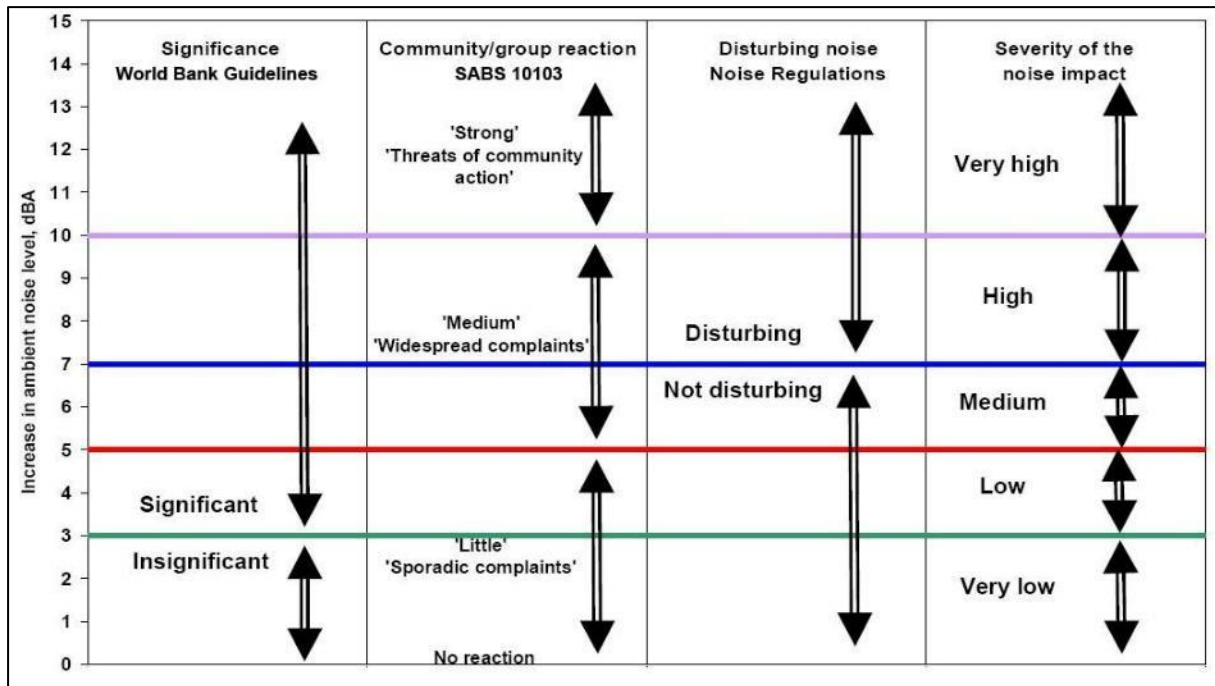 Increase in ambient noise level, dBA
15
14
13
12
11
10
9
8
7
6
5
4
3
2
1
0
Significance
World Bank Guidelines
Significant
Insignificant
Community/group reaction
SABS 10103
'Strong'
'Threats of community
action'
'Medium'
'Widespread complaints'
'Little'
'Sporadic complaints'
No reaction
Disturbing noise
Noise Regulations
Disturbing
Not disturbing
Severity of the
noise impact
Very high
High
Medium
Low
Very low